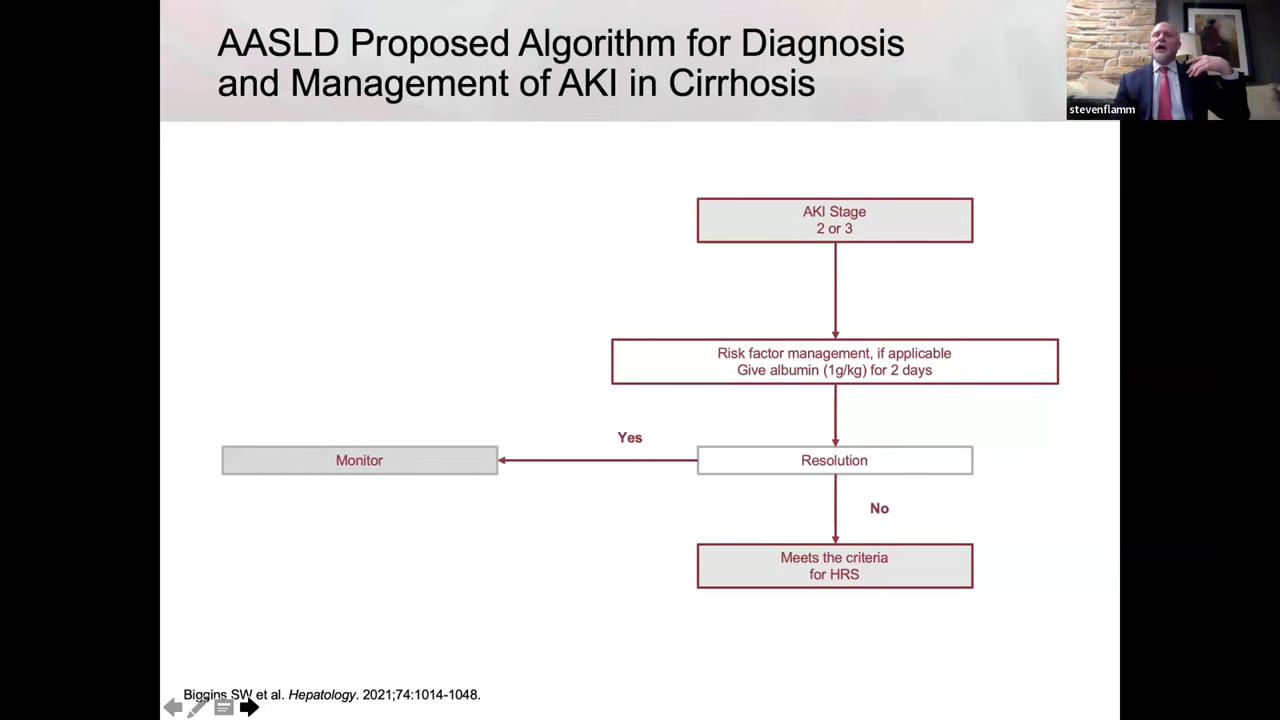 AASLD Proposed Algorithm for Diagnosis
and Management of AKI in Cirrhosis
stevenflamm
AKI Stage
2 or 3
Risk factor management, if applicable
Give albumin (1g/kg) for 2 days
Yes
Monitor
Resolution
No
Meets the criteria
for HRS
Biggins SW et al. Hepatology. 2021;74:1014-1048.